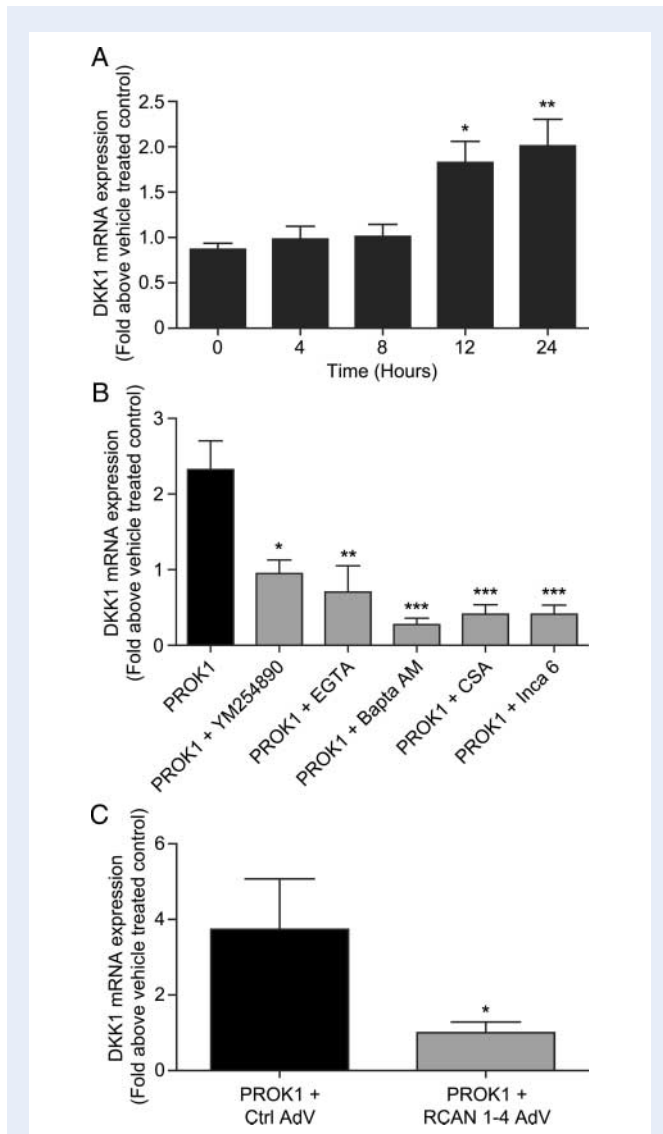 A
DKK1 mRNA expression
(Fold above vehicle treated control)
2.5
2.0
1.5
1.0
0.5
0
*
**
0 4 8 12 24
Time (Hours)
B
DKK1 mRNA expression
(Fold above vehicle treated control)
3
2
1
0
*
**
***
***
***
PROK1
PROK1 + YM254890
PROK1 + EGTA
PROK1 + Bapta AM
PROK1 + CSA
PROK1 + Inca 6
C
DKK1 mRNA expression
(Fold above vehicle treated control)
6
4
2
0
*
PROK1 +
Ctrl AdV
PROK1 +
RCAN 1-4 AdV